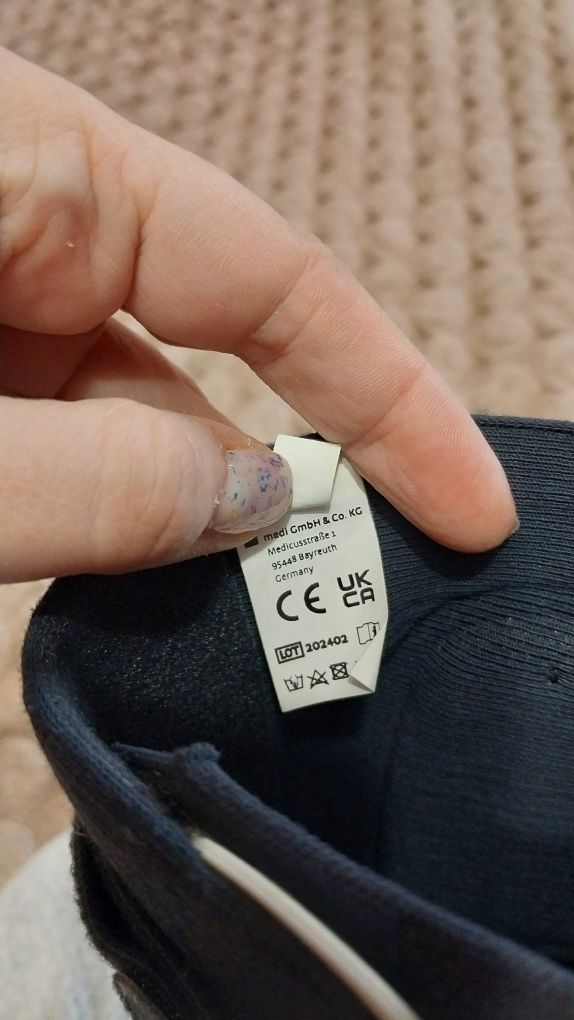 medi GmbH & Co. KG
Medicusstraße 1
95448 Bayreuth
Germany
CE UK
CA
LOT 202402